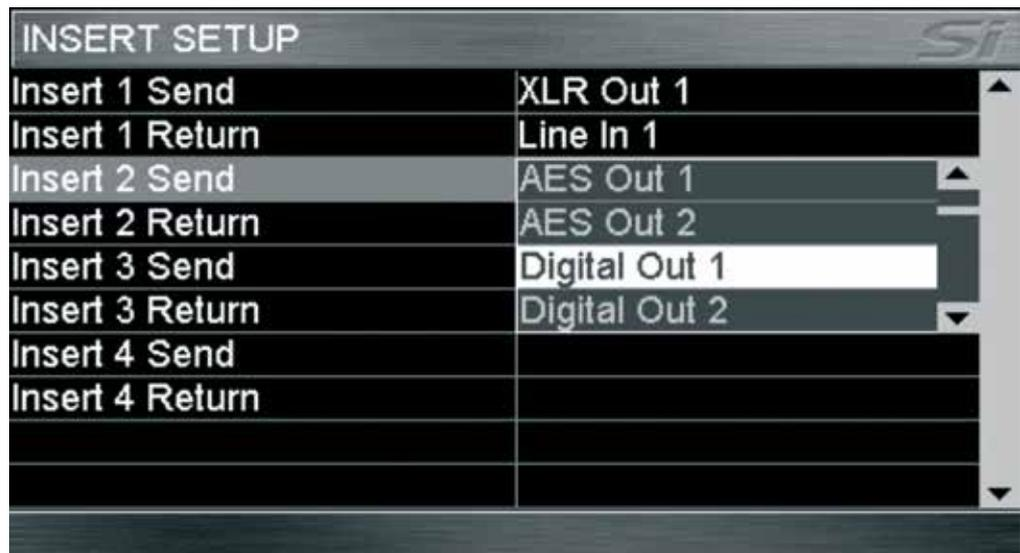 INSERT SETUP Si
Insert 1 Send XLR Out 1
Insert 1 Return Line In 1
Insert 2 Send AES Out 1
Insert 2 Return AES Out 2
Insert 3 Send Digital Out 1
Insert 3 Return Digital Out 2
Insert 4 Send
Insert 4 Return